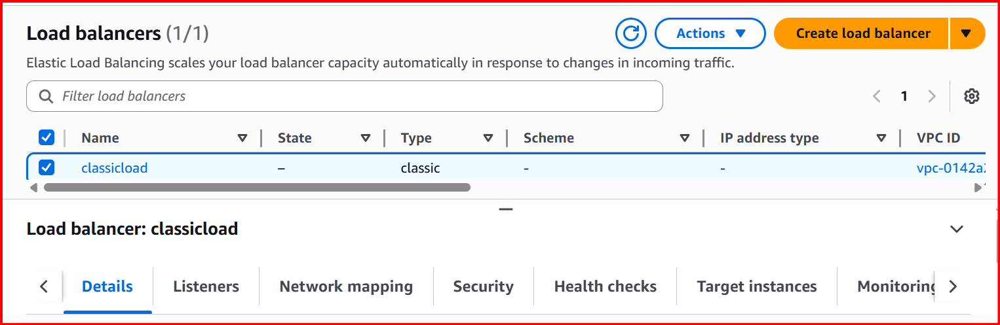 Load balancers (1/1) Actions Create load balancer
Elastic Load Balancing scales your load balancer capacity automatically in response to changes in incoming traffic.
Filter load balancers 1
Name State Type Scheme IP address type VPC ID
classicload – classic - - vpc-0142a
Load balancer: classicload
Details Listeners Network mapping Security Health checks Target instances Monitoring